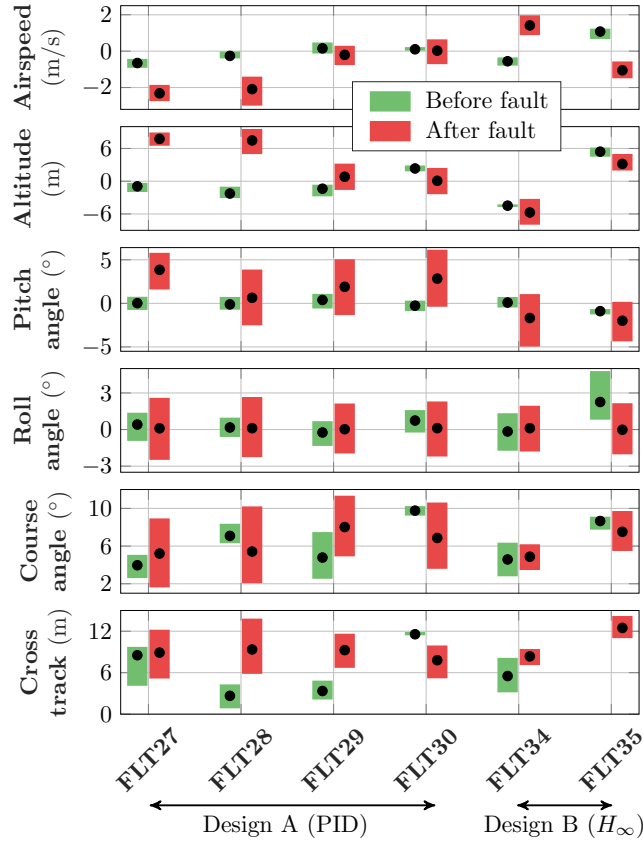 Airspeed
(m/s)
2
0
−2
Before fault
After fault
Altitude
(m)
6
0
−6
Pitch
angle (°)
5
0
−5
Roll
angle (°)
3
0
−3
Course
angle (°)
10
6
2
Cross
track (m)
12
6
0
FLT27 FLT28 FLT29 FLT30 FLT34 FLT35
Design A (PID) Design B (H∞)